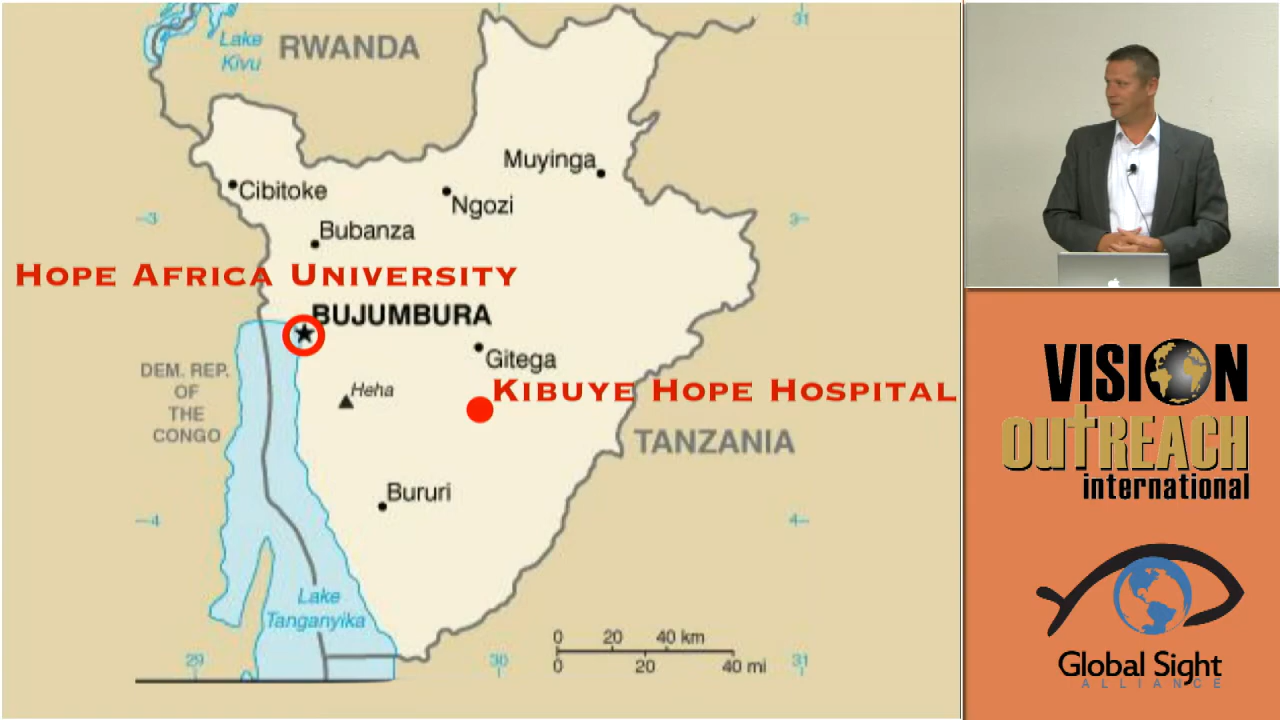 31
Lake
Kivu
RWANDA
Muyinga
Cibitoke
Ngozi
3
3
Bubanza
HOPE AFRICA UNIVERSITY
BUJUMBURA
Gitega
DEM. REP.
OF
THE
CONGO
Heha
KIBUYE HOPE HOSPITAL
TANZANIA
Bururi
4
4
Lake
Tanganyika
0 20 40 km
0 20 40 mi
29
30
31
VISION
OUTREACH
international
Global Sight
ALLIANCE